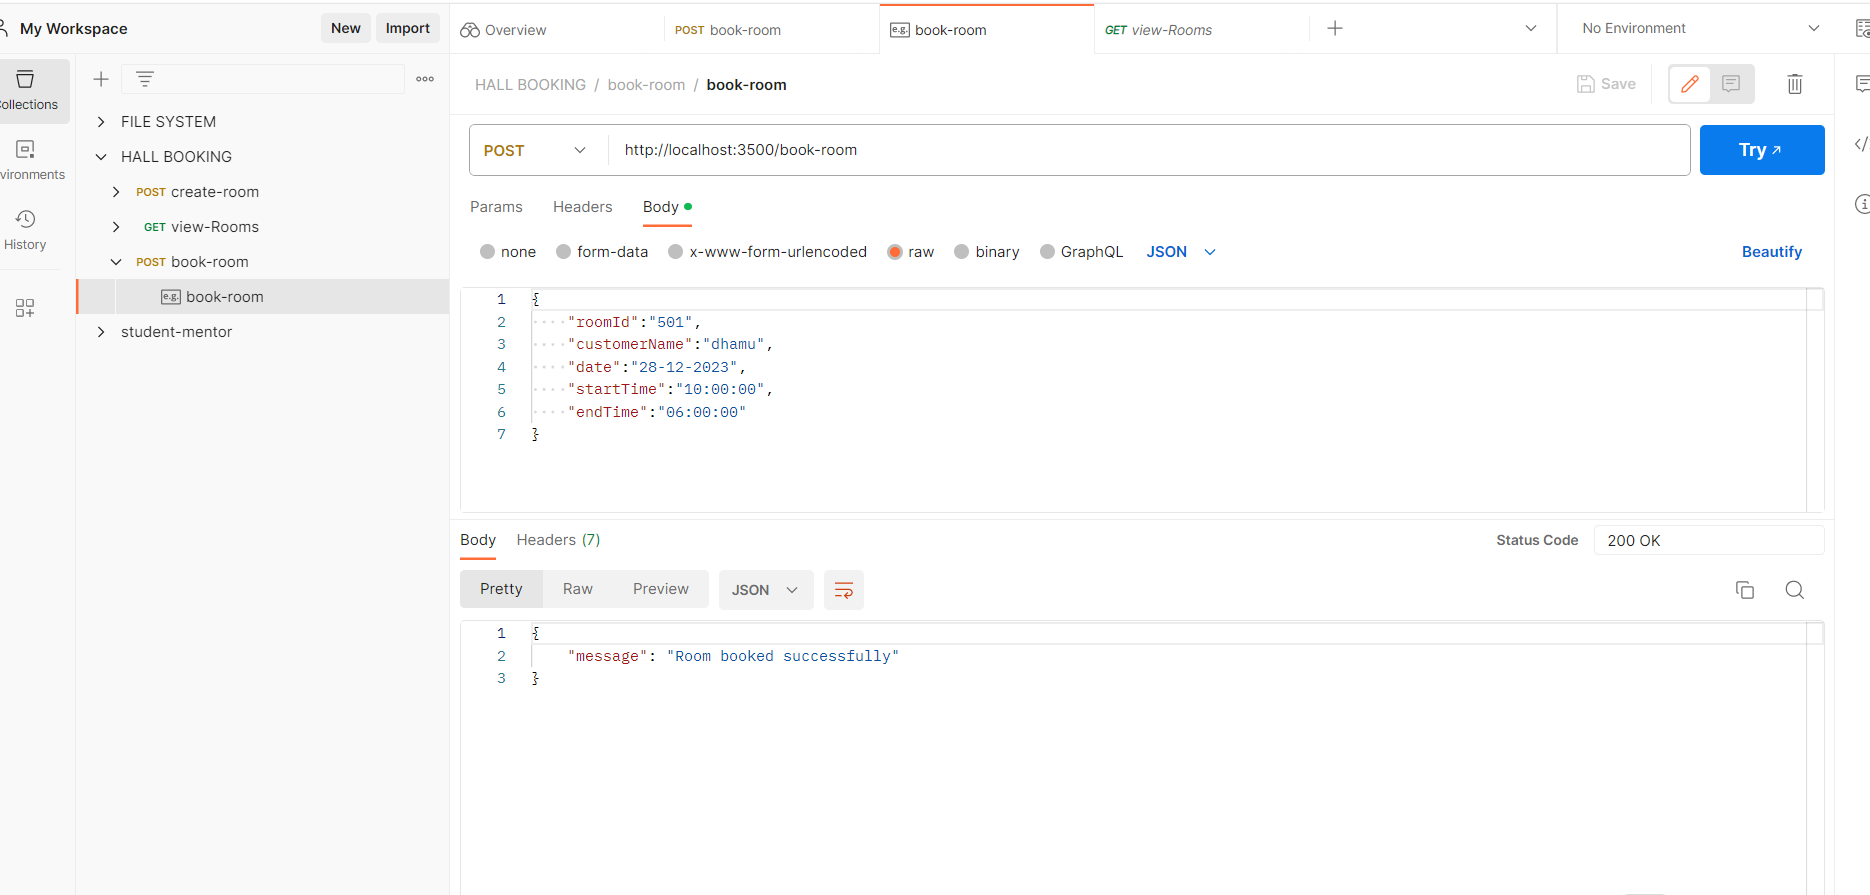 My Workspace
New
Import
Overview
POST book-room
e.g. book-room
GET view-Rooms
No Environment
ollections
vironments
History
FILE SYSTEM
HALL BOOKING
POST create-room
GET view-Rooms
POST book-room
e.g. book-room
student-mentor
HALL BOOKING / book-room / book-room
Save
POST
http://localhost:3500/book-room
Try
Params
Headers
Body
none
form-data
x-www-form-urlencoded
raw
binary
GraphQL
JSON
Beautify
1 {
2 ····"roomId":"501",
3 ····"customerName":"dhamu",
4 ····"date":"28-12-2023",
5 ····"startTime":"10:00:00",
6 ····"endTime":"06:00:00"
7 }
Body
Headers (7)
Status Code
200 OK
Pretty
Raw
Preview
JSON
1 {
2 "message": "Room booked successfully"
3 }